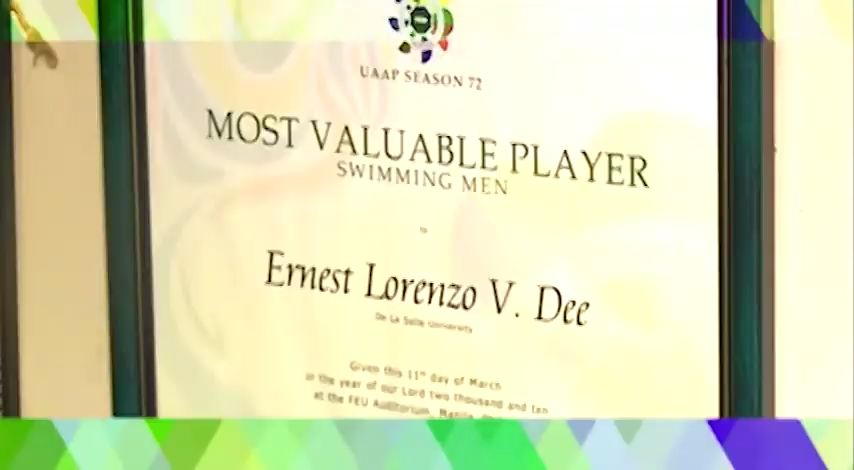 UAAP SEASON 72
MOST VALUABLE PLAYER
SWIMMING MEN
to
Ernest Lorenzo V. Dee
De La Salle University
Given this 11th day of March
in the year of our Lord two thousand and ten
at the FEU Auditorium, Manila,